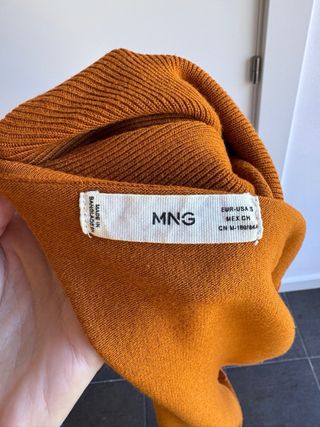 MADE IN
BANGLADESH
MNG
EUR-USA S
MEX CH
CN M-160/84A